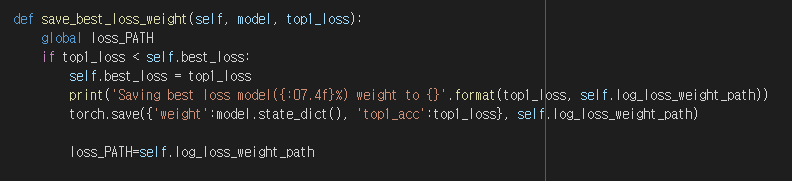 def save_best_loss_weight(self, model, top1_loss):
    global loss_PATH
    if top1_loss < self.best_loss:
        self.best_loss = top1_loss
        print('Saving best loss model({:07.4f}%) weight to {}'.format(top1_loss, self.log_loss_weight_path))
        torch.save({'weight':model.state_dict(), 'top1_acc':top1_loss}, self.log_loss_weight_path)
        loss_PATH=self.log_loss_weight_path